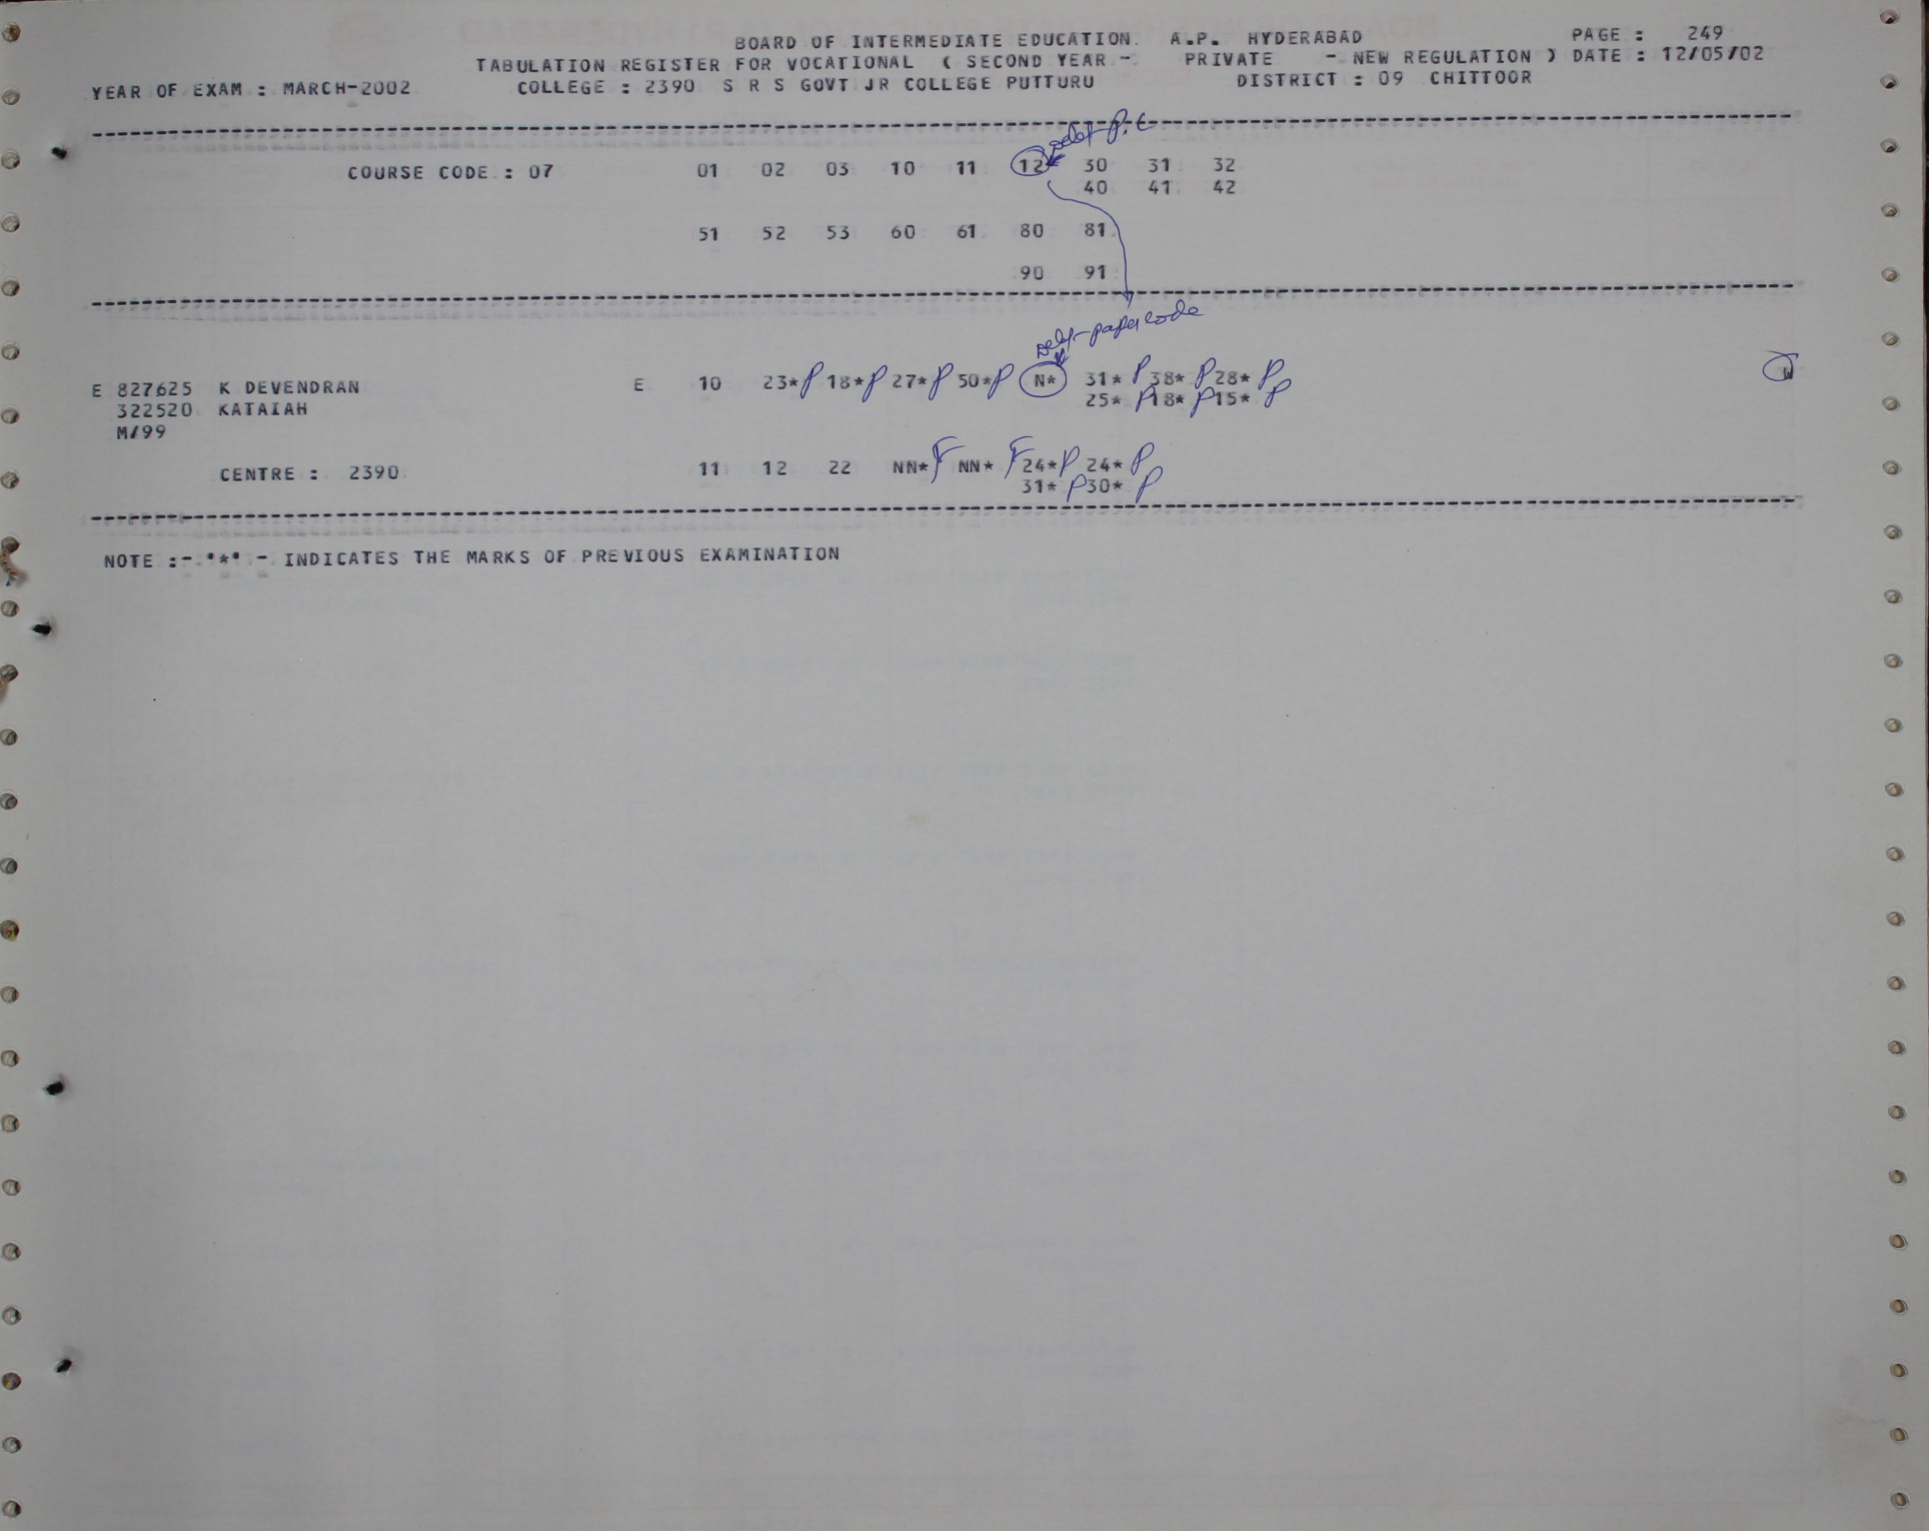 BOARD OF INTERMEDIATE EDUCATION. A.P. HYDERABAD PAGE : 249
TABULATION REGISTER FOR VOCATIONAL ( SECOND YEAR - PRIVATE - NEW REGULATION ) DATE : 12/05/02
YEAR OF EXAM : MARCH-2002 COLLEGE : 2390 S R S GOVT JR COLLEGE PUTTURU DISTRICT : 09 CHITTOOR
P.C
COURSE CODE : 07 01 02 03 10 11 12 30 31 32
40 41 42
51 52 53 60 61 80 81
90 91
paper code
E 827625 K DEVENDRAN E 10 23* P 18* P 27* P 50* P N* 31* P 38* P 28* P
322520 KATAIAH 25* P 18* P 15* P
M/99
CENTRE : 2390 11 12 22 NN* F NN* F 24* P 24* P
31* P 30* P
NOTE :- '*' - INDICATES THE MARKS OF PREVIOUS EXAMINATION